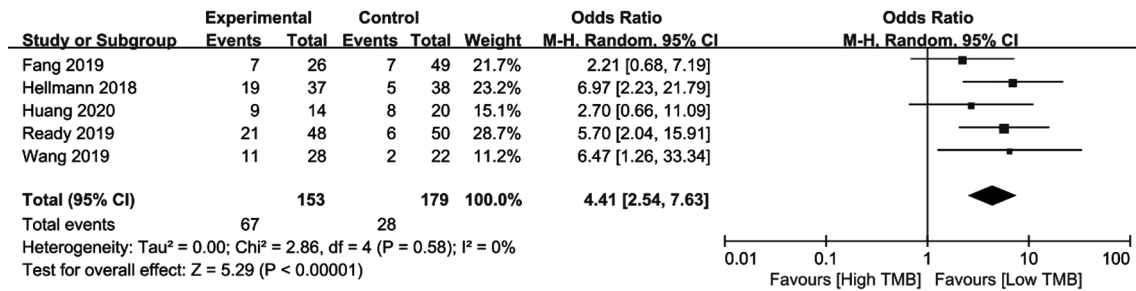 Experimental Control Odds Ratio Odds Ratio
Study or Subgroup Events Total Events Total Weight M-H, Random, 95% CI M-H, Random, 95% CI
Fang 2019 7 26 7 49 21.7% 2.21 [0.68, 7.19]
Hellmann 2018 19 37 5 38 23.2% 6.97 [2.23, 21.79]
Huang 2020 9 14 8 20 15.1% 2.70 [0.66, 11.09]
Ready 2019 21 48 6 50 28.7% 5.70 [2.04, 15.91]
Wang 2019 11 28 2 22 11.2% 6.47 [1.26, 33.34]
Total (95% CI) 153 179 100.0% 4.41 [2.54, 7.63]
Total events 67 28
Heterogeneity: Tau² = 0.00; Chi² = 2.86, df = 4 (P = 0.58); I² = 0%
Test for overall effect: Z = 5.29 (P < 0.00001)
0.01 0.1 1 10 100
Favours [High TMB] Favours [Low TMB]